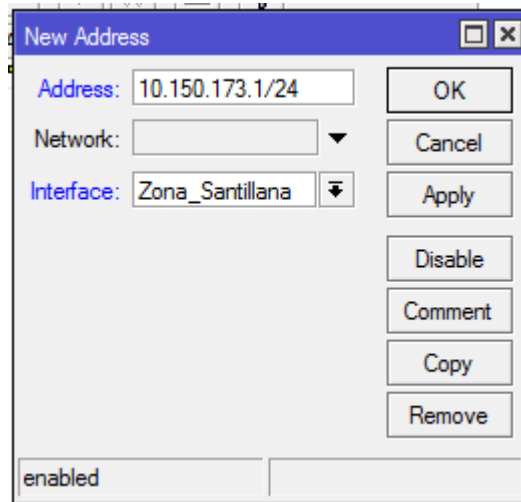 New Address
Address: 10.150.173.1/24
OK
Network:
Cancel
Interface: Zona_Santillana
Apply
Disable
Comment
Copy
Remove
enabled